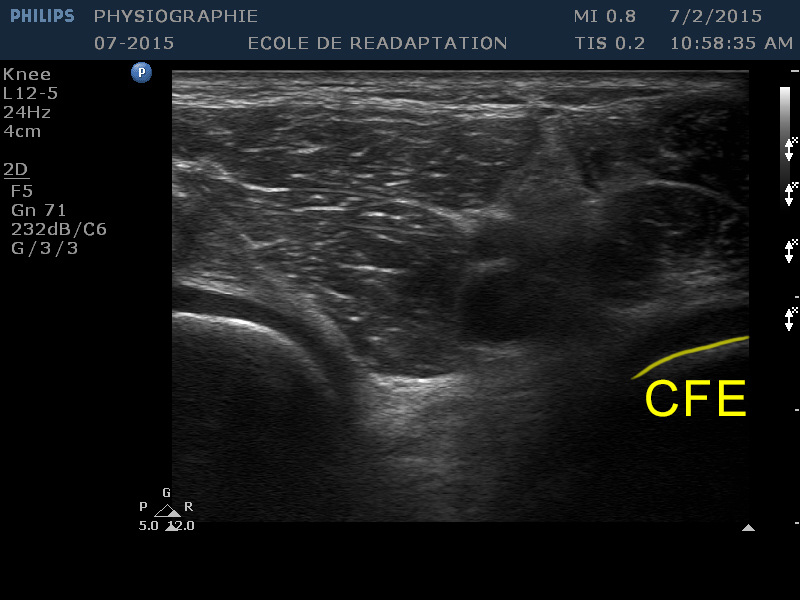 PHILIPS PHYSIOGRAPHIE MI 0.8 7/2/2015
07-2015 ECOLE DE READAPTATION TIS 0.2 10:58:35 AM
Knee P
L12-5
24Hz
4cm
2D
F5
Gn 71
232dB/C6
G/3/3
CFE
G
P R
5.0 12.0